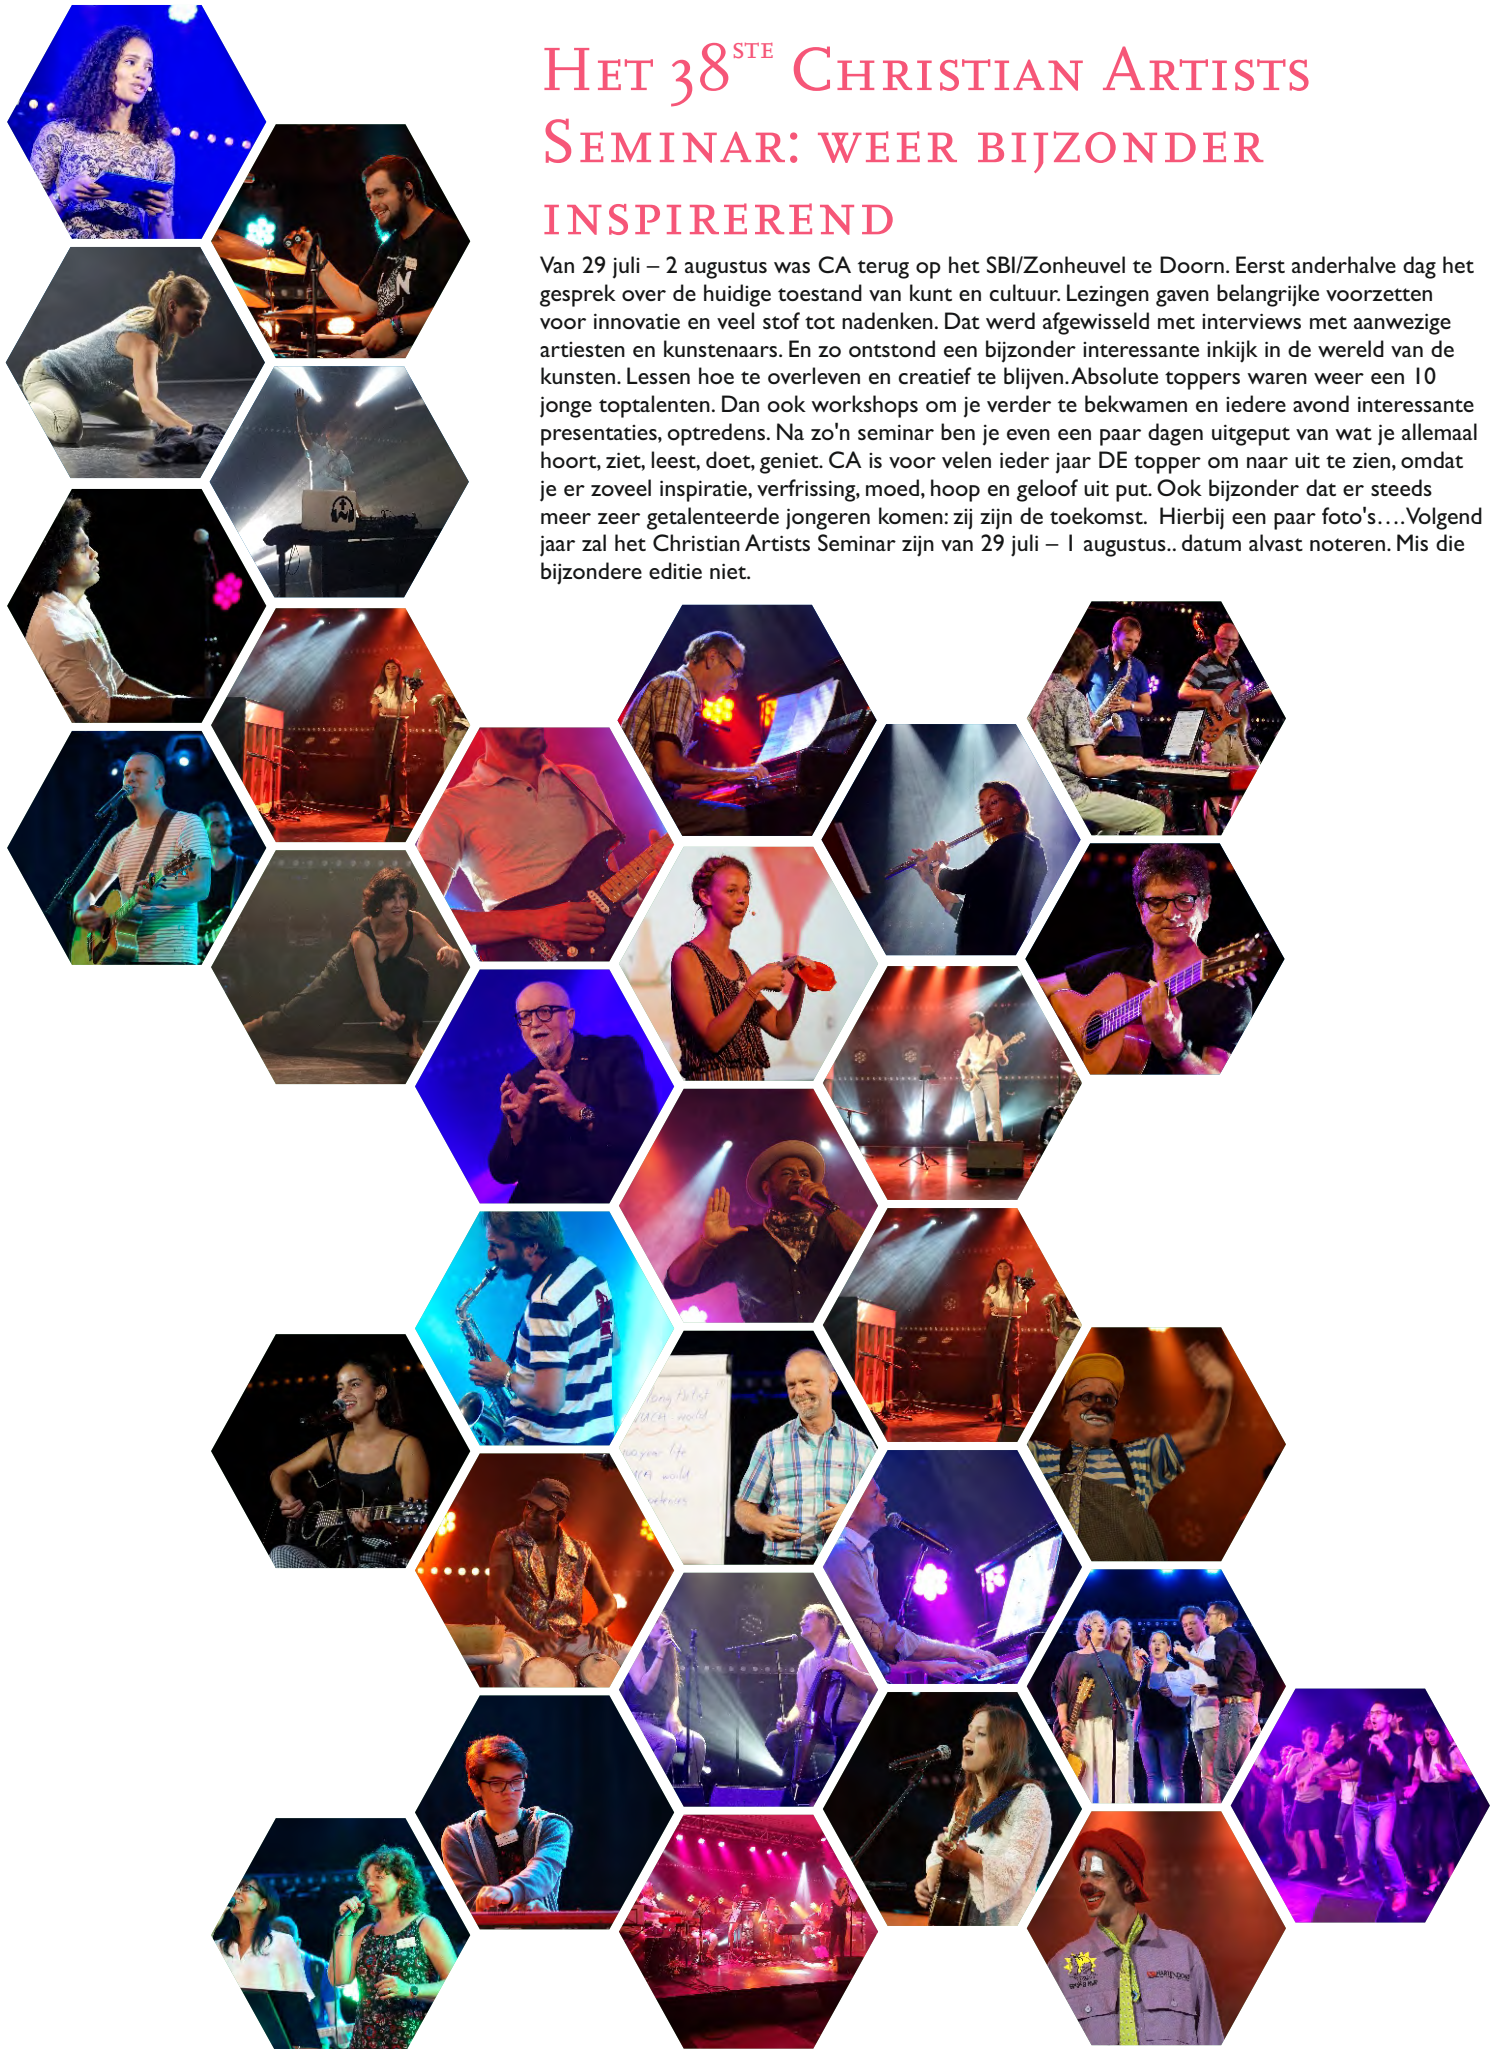 Het 38STE Christian Artists
Seminar: weer bijzonder
inspirerend
Van 29 juli – 2 augustus was CA terug op het SBI/Zonheuvel te Doorn. Eerst anderhalve dag het
gesprek over de huidige toestand van kunt en cultuur. Lezingen gaven belangrijke voorzetten
voor innovatie en veel stof tot nadenken. Dat werd afgewisseld met interviews met aanwezige
artiesten en kunstenaars. En zo ontstond een bijzonder interessante inkijk in de wereld van de
kunsten. Lessen hoe te overleven en creatief te blijven. Absolute toppers waren weer een 10
jonge toptalenten. Dan ook workshops om je verder te bekwamen en iedere avond interessante
presentaties, optredens. Na zo'n seminar ben je even een paar dagen uitgeput van wat je allemaal
hoort, ziet, leest, doet, geniet. CA is voor velen ieder jaar DE topper om naar uit te zien, omdat
je er zoveel inspiratie, verfrissing, moed, hoop en geloof uit put. Ook bijzonder dat er steeds
meer zeer getalenteerde jongeren komen: zij zijn de toekomst. Hierbij een paar foto's…. Volgend
jaar zal het Christian Artists Seminar zijn van 29 juli – 1 augustus.. datum alvast noteren. Mis die
bijzondere editie niet.
N
world
life
world